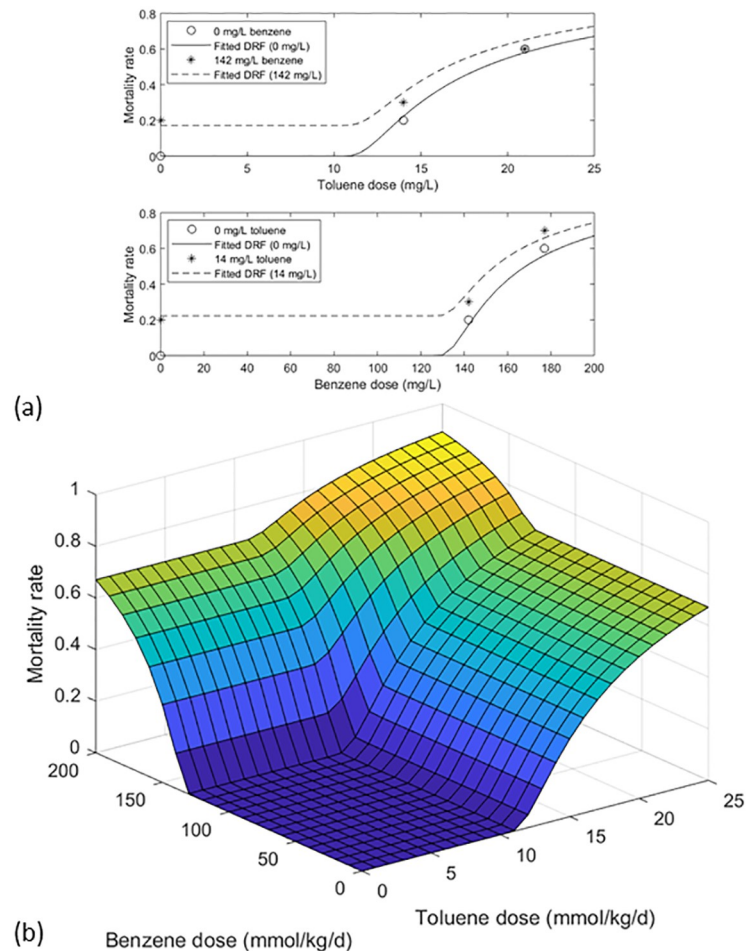 0.8
0.6
0.4
0.2
0
Mortality rate
0 mg/L benzene
Fitted DRF (0 mg/L)
142 mg/L benzene
Fitted DRF (142 mg/L)
0 5 10 15 20 25
Toluene dose (mg/L)
0.8
0.6
0.4
0.2
0
Mortality rate
0 mg/L toluene
Fitted DRF (0 mg/L)
14 mg/L toluene
Fitted DRF (14 mg/L)
0 20 40 60 80 100 120 140 160 180 200
Benzene dose (mg/L)
(a)
1
0.8
0.6
0.4
0.2
0
Mortality rate
200
150
100
50
0
0
5
10
15
20
25
Benzene dose (mmol/kg/d)
Toluene dose (mmol/kg/d)
(b)